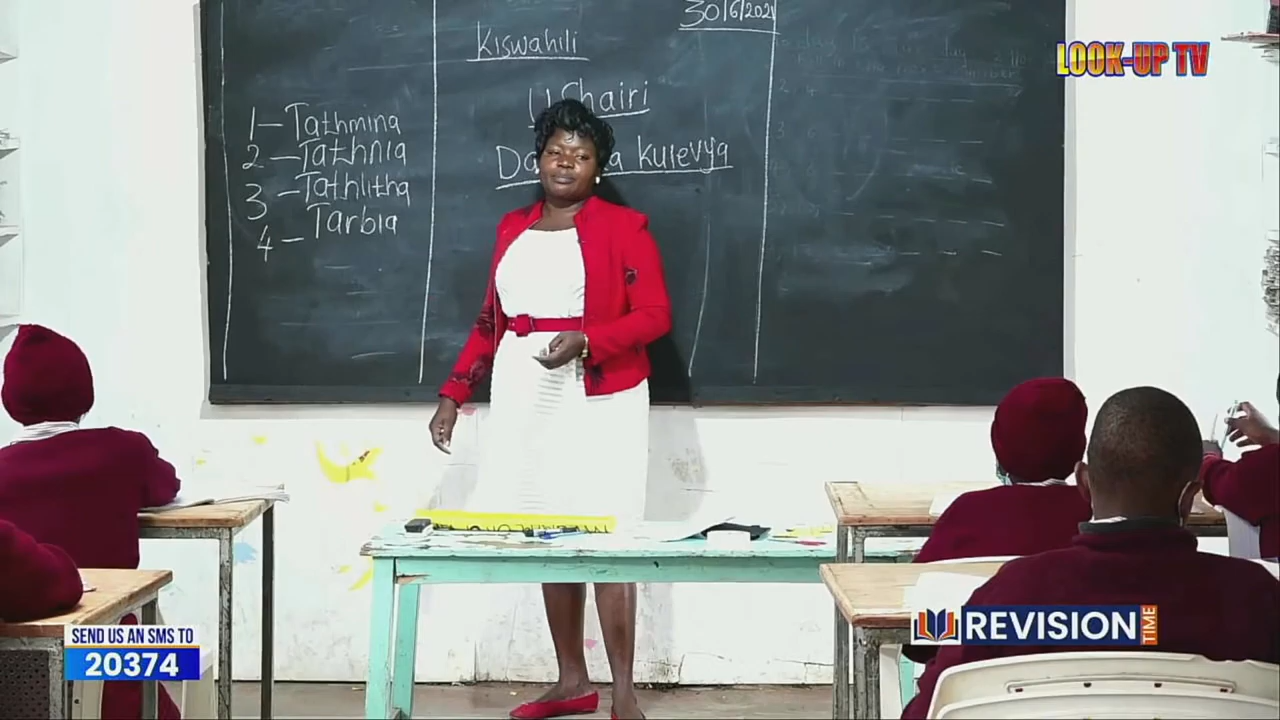 30/6/2021
Kiswahili
LOOK-UP TV
Ushairi
1 - Tathmina
2 - Tathnia
3 - Tathlitha
4 - Tarbia
kulevya
SEND US AN SMS TO
20374
REVISION TIME